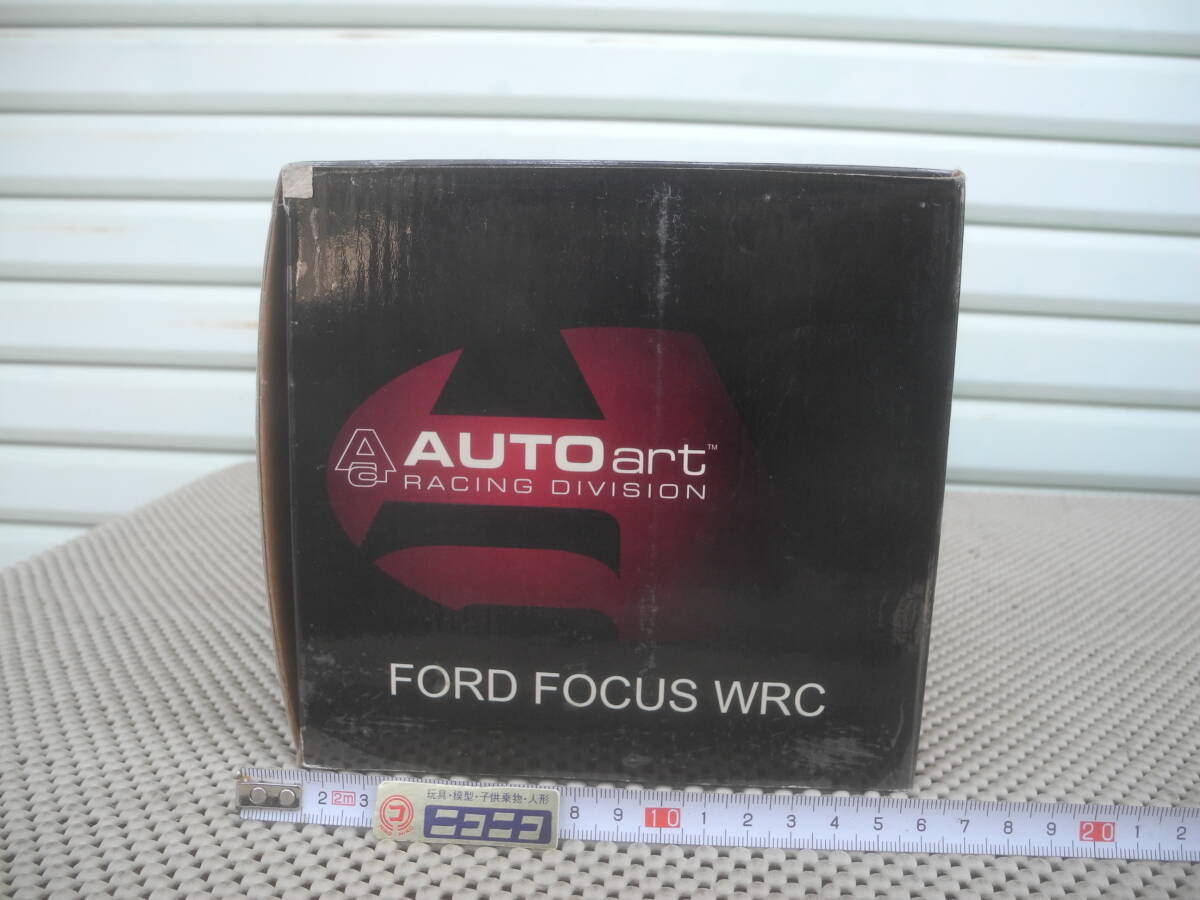 Aa AUTOart™
RACING DIVISION
FORD FOCUS WRC
玩具・模型・子供乗物・人形
ニコニコ
2 2m 3 8 9 10 1 2 3 4 5 6 7 8 9 20 1 2